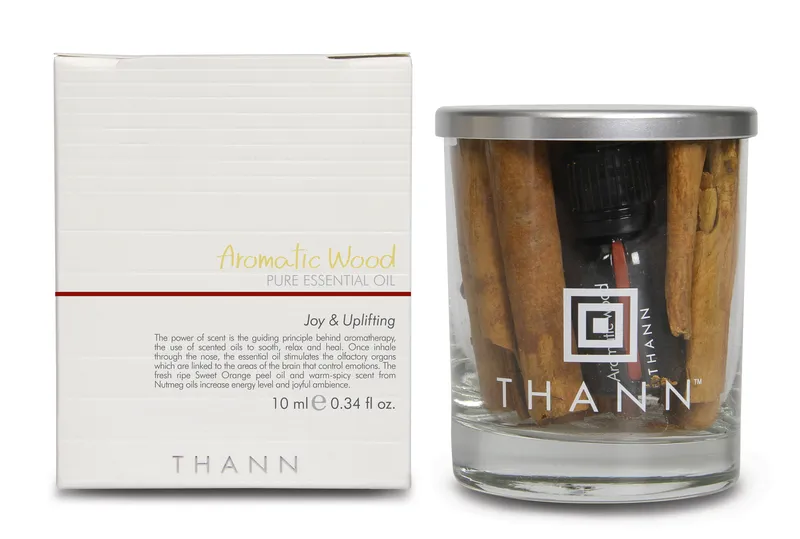 Aromatic Wood
PURE ESSENTIAL OIL
Joy & Uplifting
The power of scent is the guiding principle behind aromatherapy,
the use of scented oils to sooth, relax and heal. Once inhale
through the nose, the essential oil stimulates the olfactory organs
which are linked to the areas of the brain that control emotions. The
fresh ripe Sweet Orange peel oil and warm-spicy scent from
Nutmeg oils increase energy level and joyful ambience.
10 ml ℮ 0.34 fl oz.
THANN
Aromatic wood
THANN
THANN™